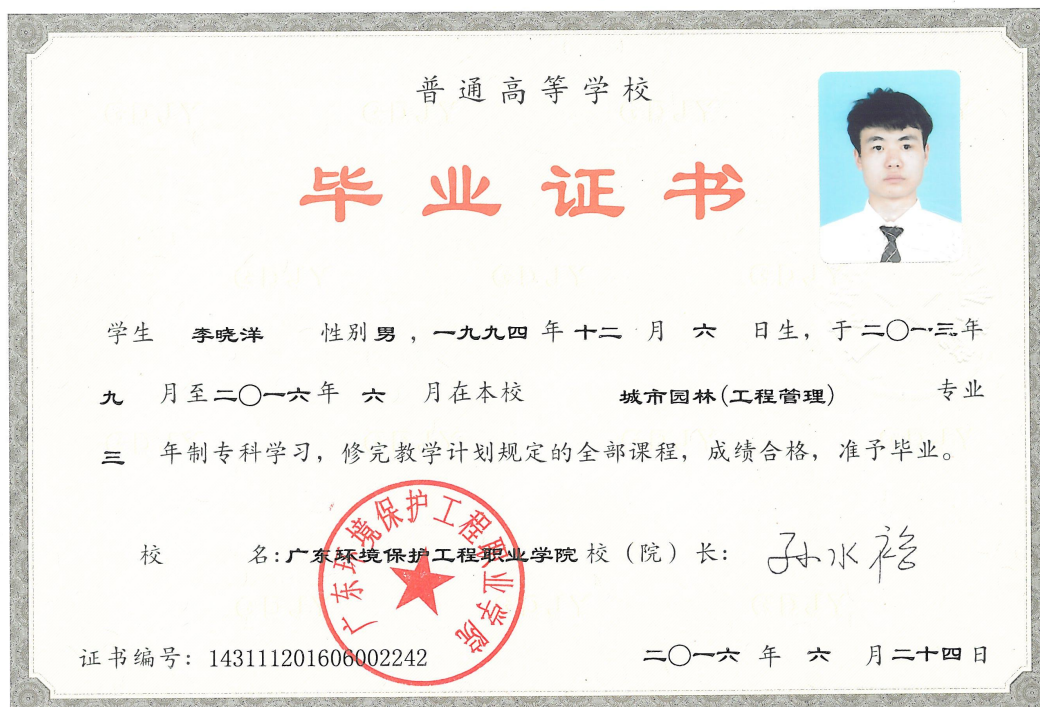 普通高等学校
毕业证书
学生 李晓洋 性别男，一九九四年十二月六日生，于二〇一三年
九月至二〇一六年六月在本校 城市园林(工程管理) 专业
三年制专科学习，修完教学计划规定的全部课程，成绩合格，准予毕业。
校 名：广东环境保护工程职业学院 校（院）长：孙水裕
广东环境保护工程职业学院
证书编号：143111201606002242
二〇一六年六月二十四日